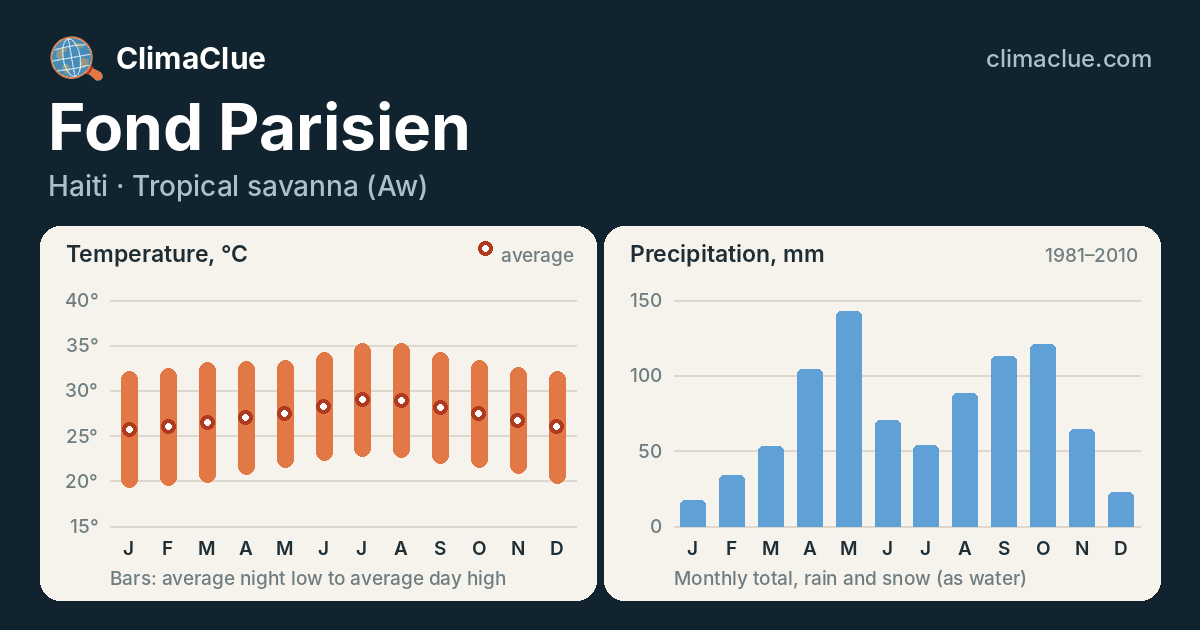 ClimaClue
climaclue.com
Fond Parisien
Haiti · Tropical savanna (Aw)
Temperature, °C
average
40°
35°
30°
25°
20°
15°
J F M A M J J A S O N D
Bars: average night low to average day high
Precipitation, mm
1981–2010
150
100
50
0
J F M A M J J A S O N D
Monthly total, rain and snow (as water)